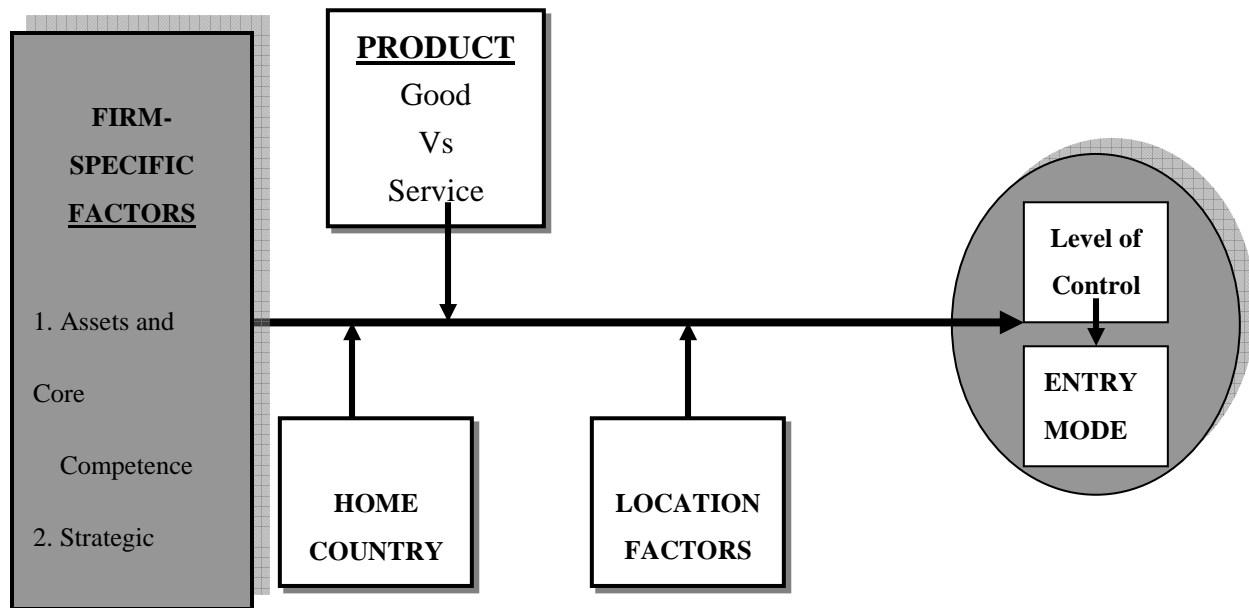 FIRM-
SPECIFIC
FACTORS
1. Assets and
Core
Competence
2. Strategic
PRODUCT
Good
Vs
Service
HOME
COUNTRY
LOCATION
FACTORS
Level of
Control
ENTRY
MODE